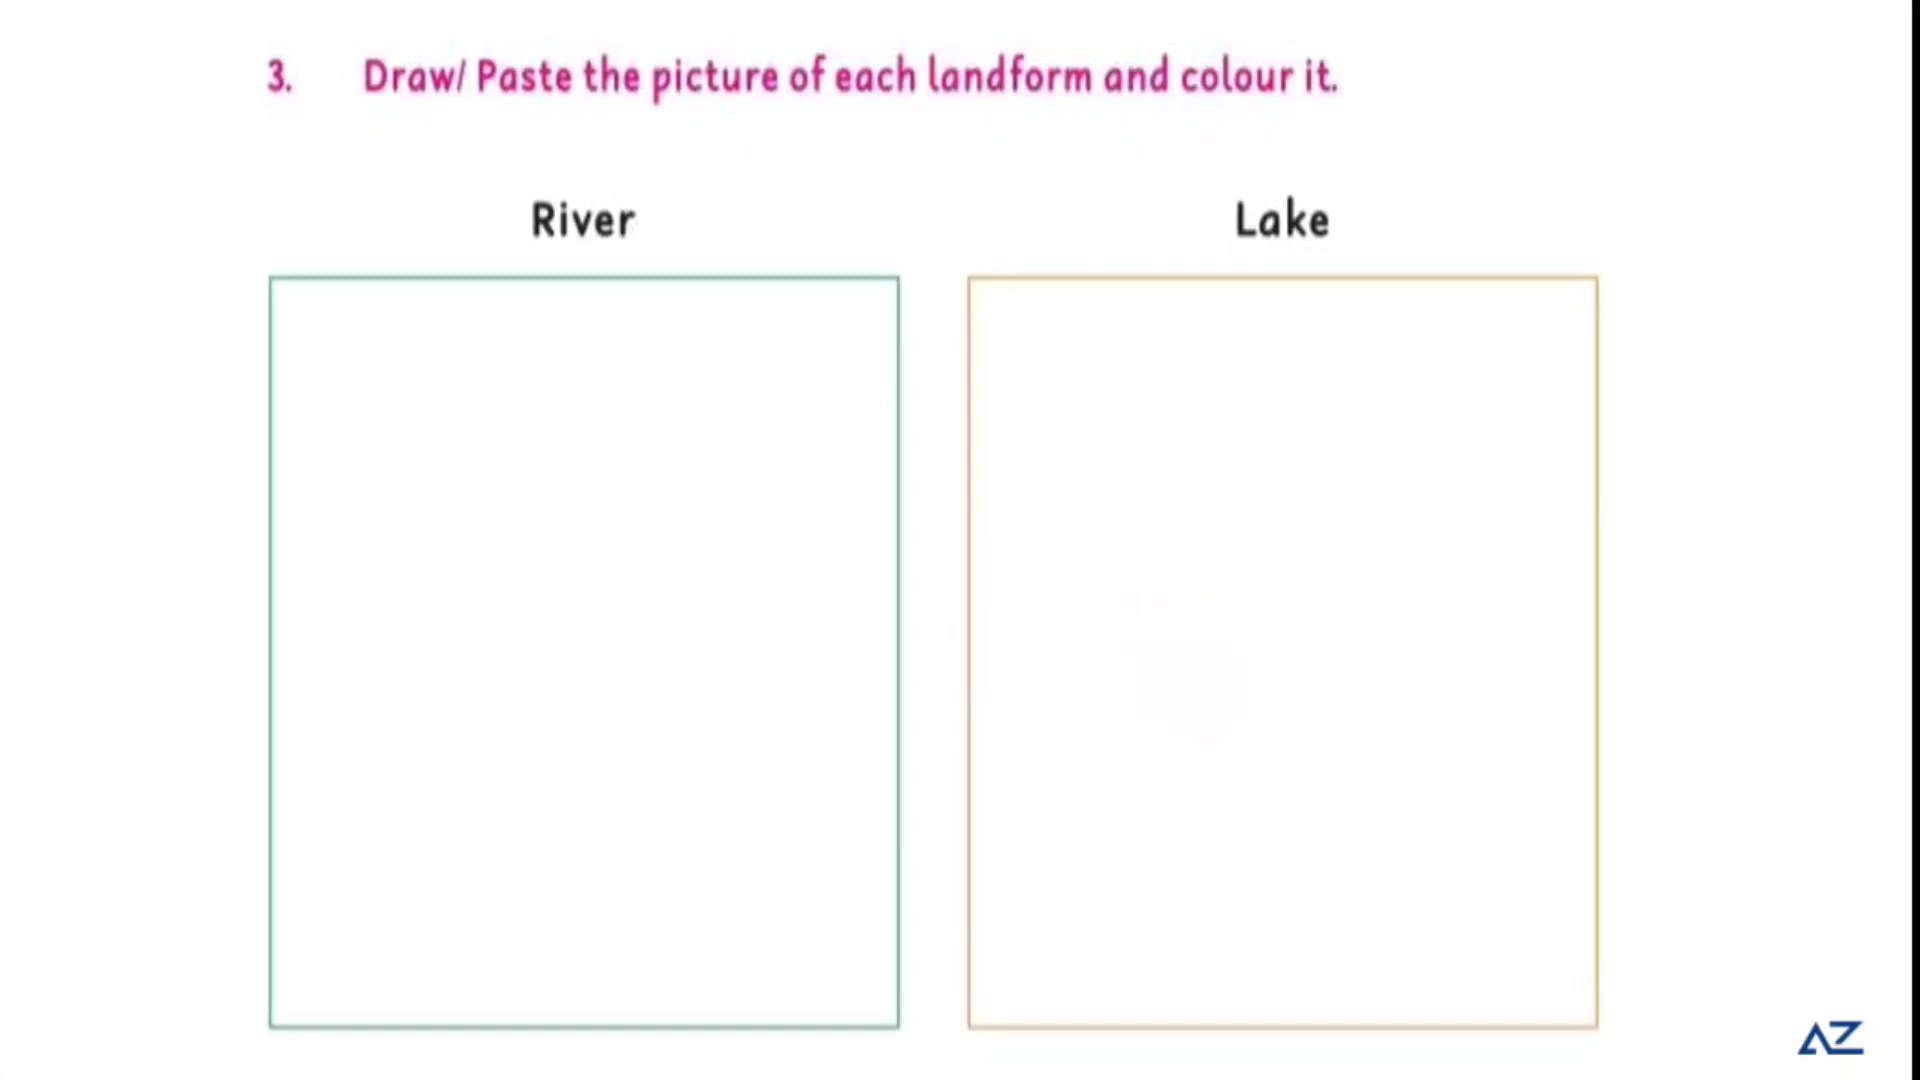 3. Draw/ Paste the picture of each landform and colour it.
River
Lake
AZ